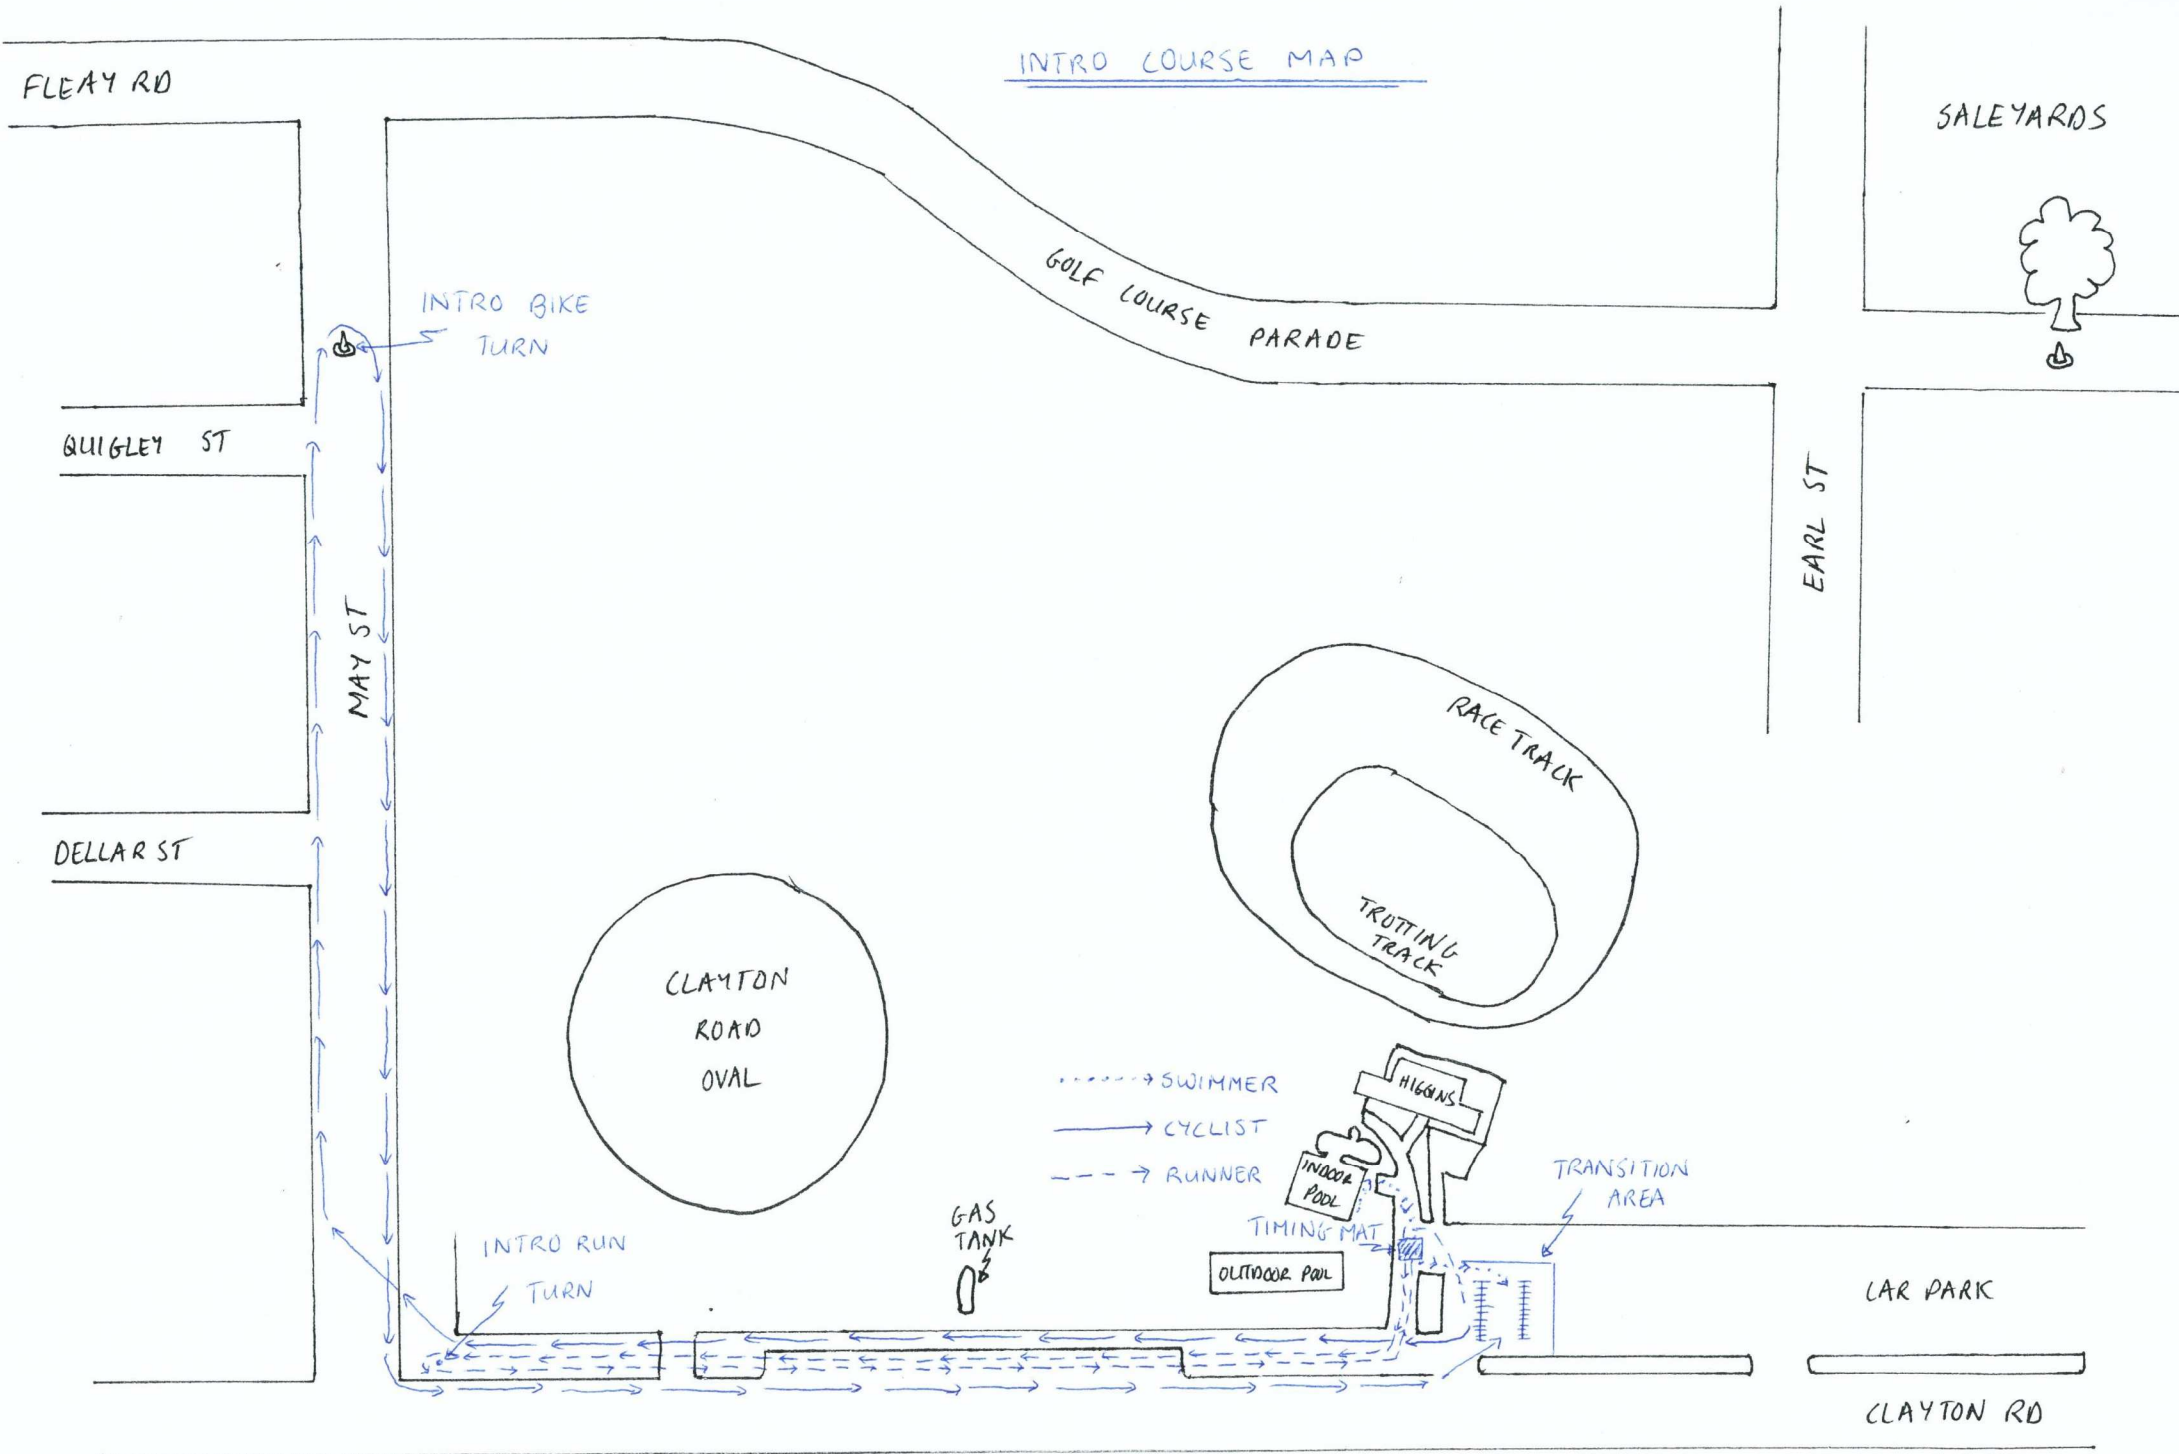 INTRO COURSE MAP
FLEAY RD
SALEYARDS
GOLF COURSE PARADE
INTRO BIKE
TURN
QUIGLEY ST
EARL ST
MAY ST
RACE TRACK
DELLAR ST
TROTTING
TRACK
CLAYTON
ROAD
OVAL
SWIMMER
CYCLIST
RUNNER
HIGGINS
INDOOR
POOL
TRANSITION
AREA
GAS
TANK
TIMING MAT
INTRO RUN
TURN
OUTDOOR POOL
CAR PARK
CLAYTON RD